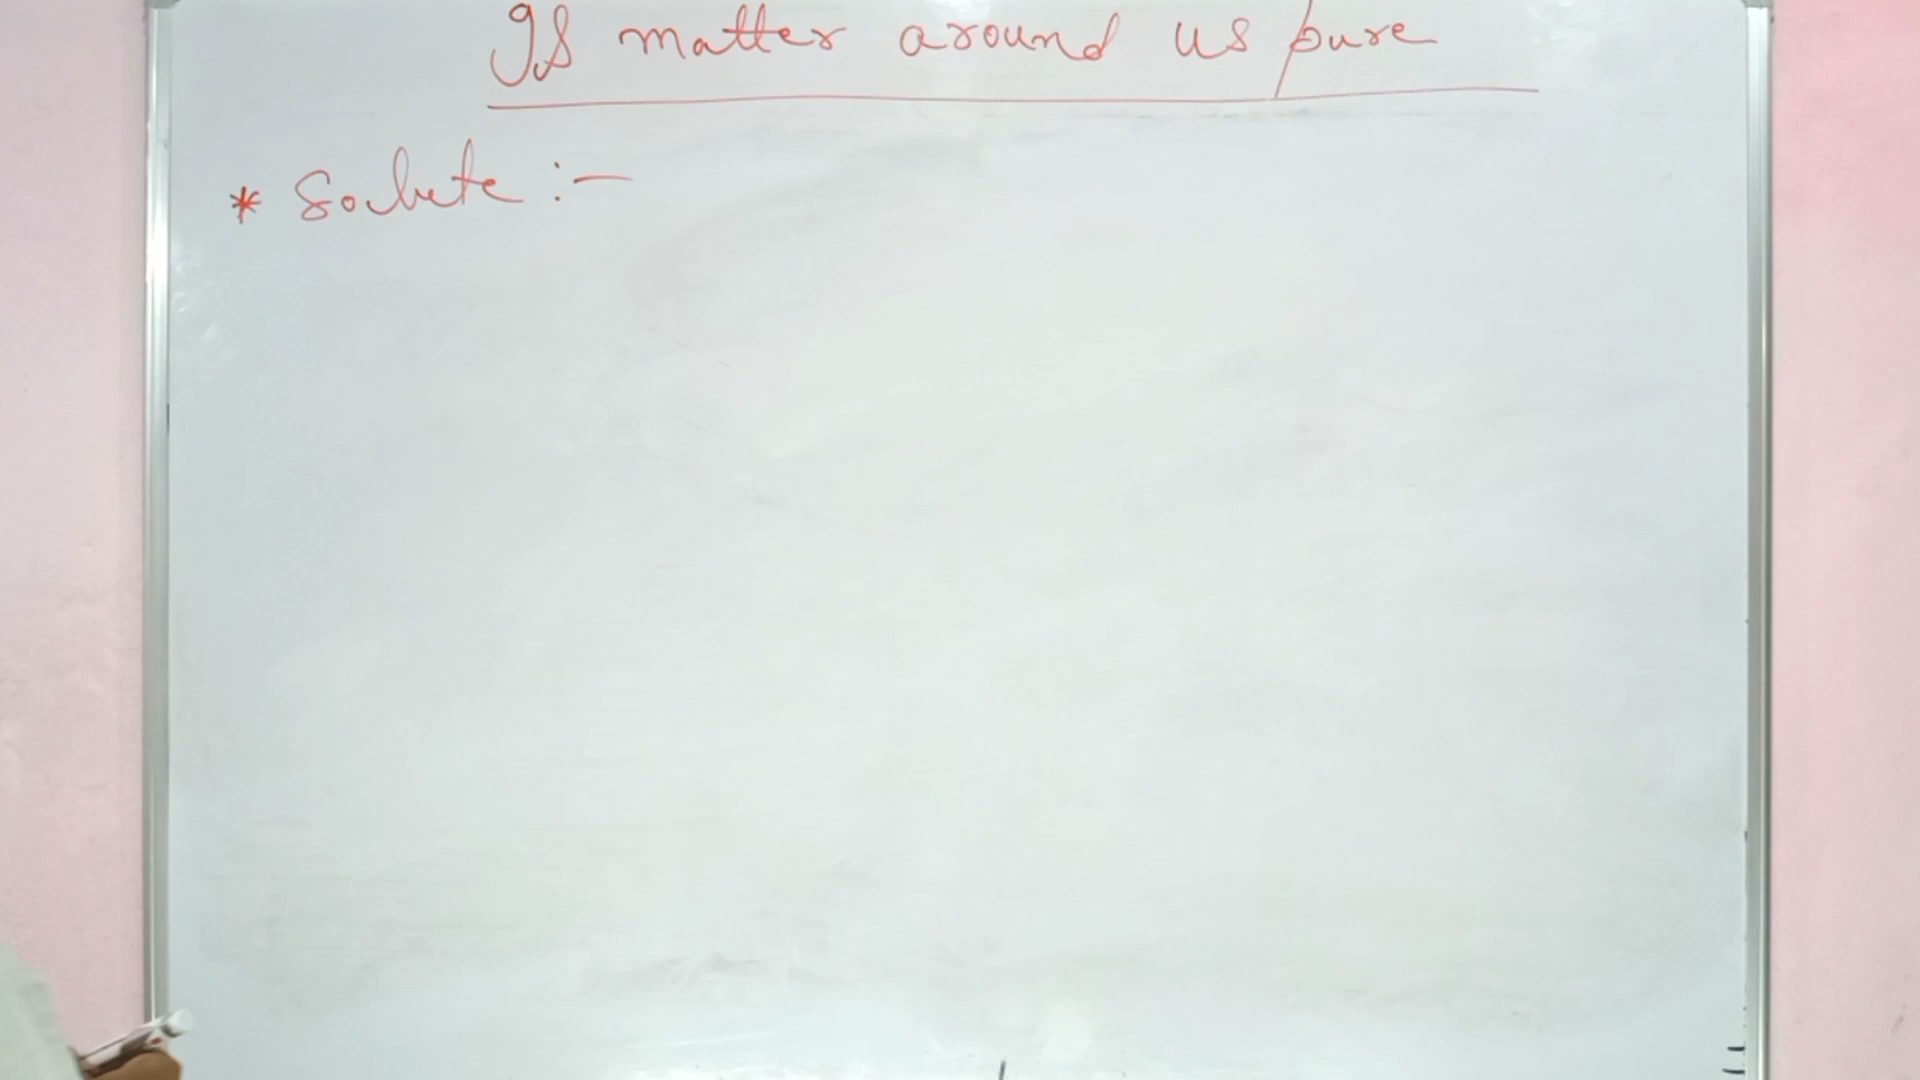 Is matter around us pure
* Solute :-